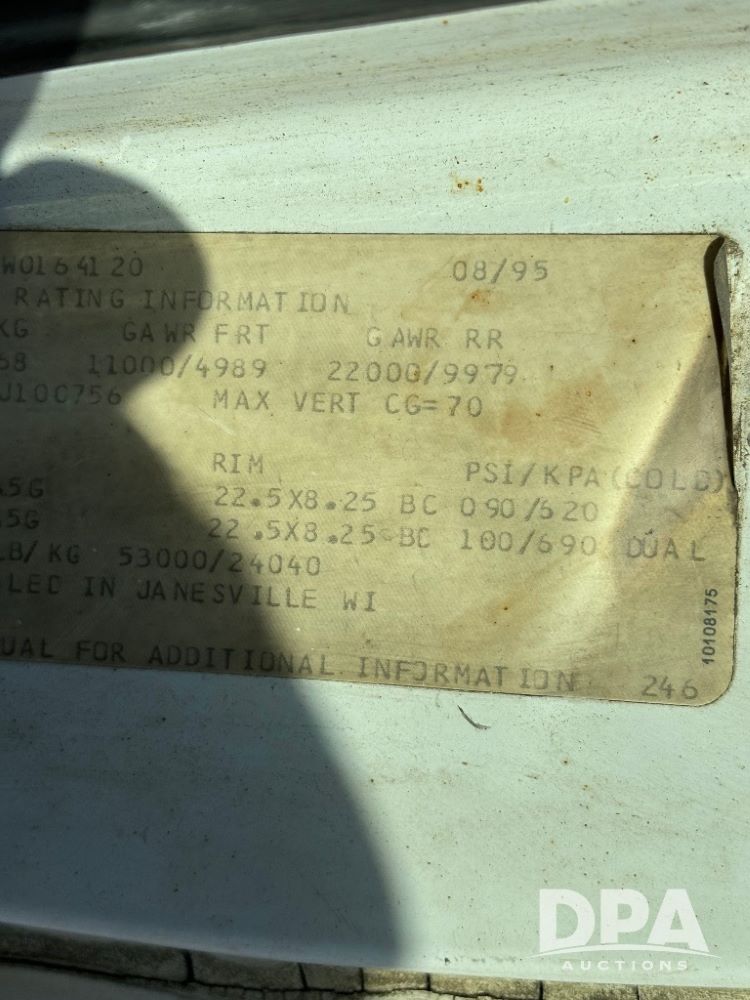 W0164120 08/95
RATING INFORMATION
KG GAWR FRT GAWR RR
68 11000/4989 22000/9979
J100756 MAX VERT CG=70
RIM PSI/KPA(COLD)
.5G 22.5X8.25 BC 090/620
.5G 22.5X8.25 BC 100/690 DUAL
LB/KG 53000/24040
LED IN JANESVILLE WI
UAL FOR ADDITIONAL INFORMATION 246
10108175
DPA
AUCTIONS